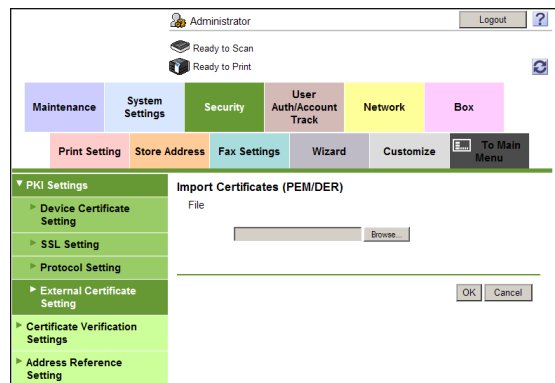 Administrator
Logout
?
Ready to Scan
Ready to Print
Maintenance
System
Settings
Security
User
Auth/Account
Track
Network
Box
Print Setting
Store Address
Fax Settings
Wizard
Customize
To Main
Menu
PKI Settings
Device Certificate
Setting
SSL Setting
Protocol Setting
External Certificate
Setting
Certificate Verification
Settings
Address Reference
Setting
Import Certificates (PEM/DER)
File
Browse...
OK
Cancel